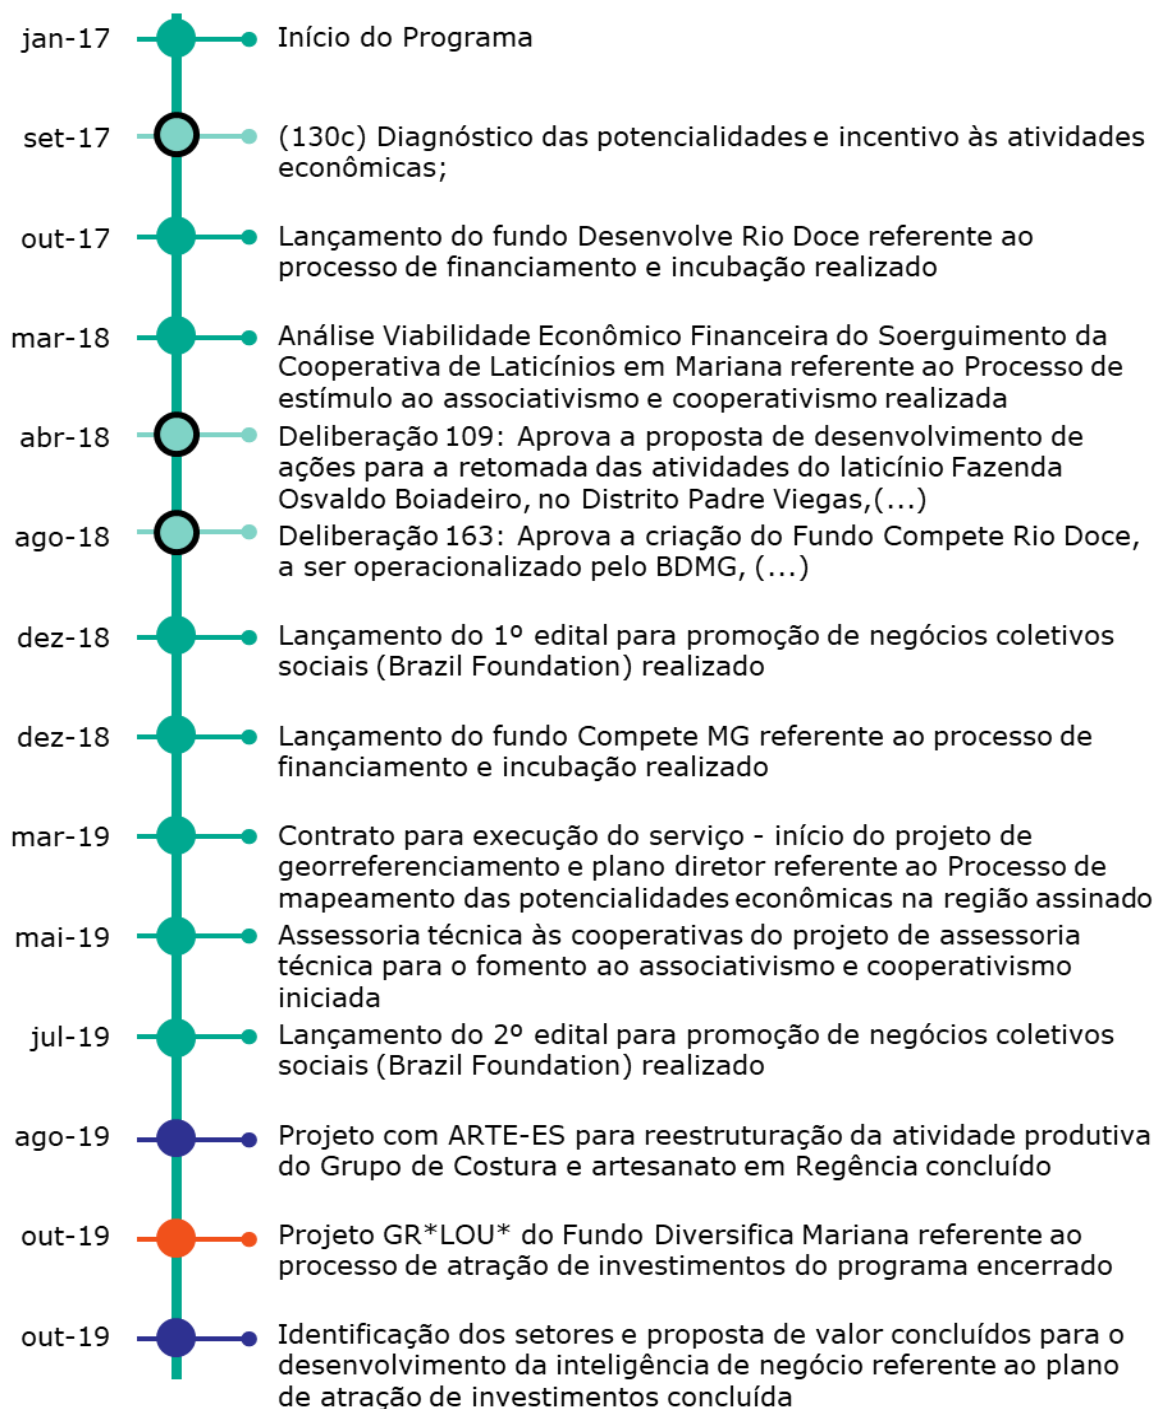 jan-17
Início do Programa
set-17
(130c) Diagnóstico das potencialidades e incentivo às atividades
econômicas;
out-17
Lançamento do fundo Desenvolve Rio Doce referente ao
processo de financiamento e incubação realizado
mar-18
Análise Viabilidade Econômico Financeira do Soerguimento da
Cooperativa de Laticínios em Mariana referente ao Processo de
estímulo ao associativismo e cooperativismo realizada
abr-18
Deliberação 109: Aprova a proposta de desenvolvimento de
ações para a retomada das atividades do laticínio Fazenda
Osvaldo Boiadeiro, no Distrito Padre Viegas,(...)
ago-18
Deliberação 163: Aprova a criação do Fundo Compete Rio Doce,
a ser operacionalizado pelo BDMG, (...)
dez-18
Lançamento do 1º edital para promoção de negócios coletivos
sociais (Brazil Foundation) realizado
dez-18
Lançamento do fundo Compete MG referente ao processo de
financiamento e incubação realizado
mar-19
Contrato para execução do serviço - início do projeto de
georreferenciamento e plano diretor referente ao Processo de
mapeamento das potencialidades econômicas na região assinado
mai-19
Assessoria técnica às cooperativas do projeto de assessoria
técnica para o fomento ao associativismo e cooperativismo
iniciada
jul-19
Lançamento do 2º edital para promoção de negócios coletivos
sociais (Brazil Foundation) realizado
ago-19
Projeto com ARTE-ES para reestruturação da atividade produtiva
do Grupo de Costura e artesanato em Regência concluído
out-19
Projeto GR*LOU* do Fundo Diversifica Mariana referente ao
processo de atração de investimentos do programa encerrado
out-19
Identificação dos setores e proposta de valor concluídos para o
desenvolvimento da inteligência de negócio referente ao plano
de atração de investimentos concluída